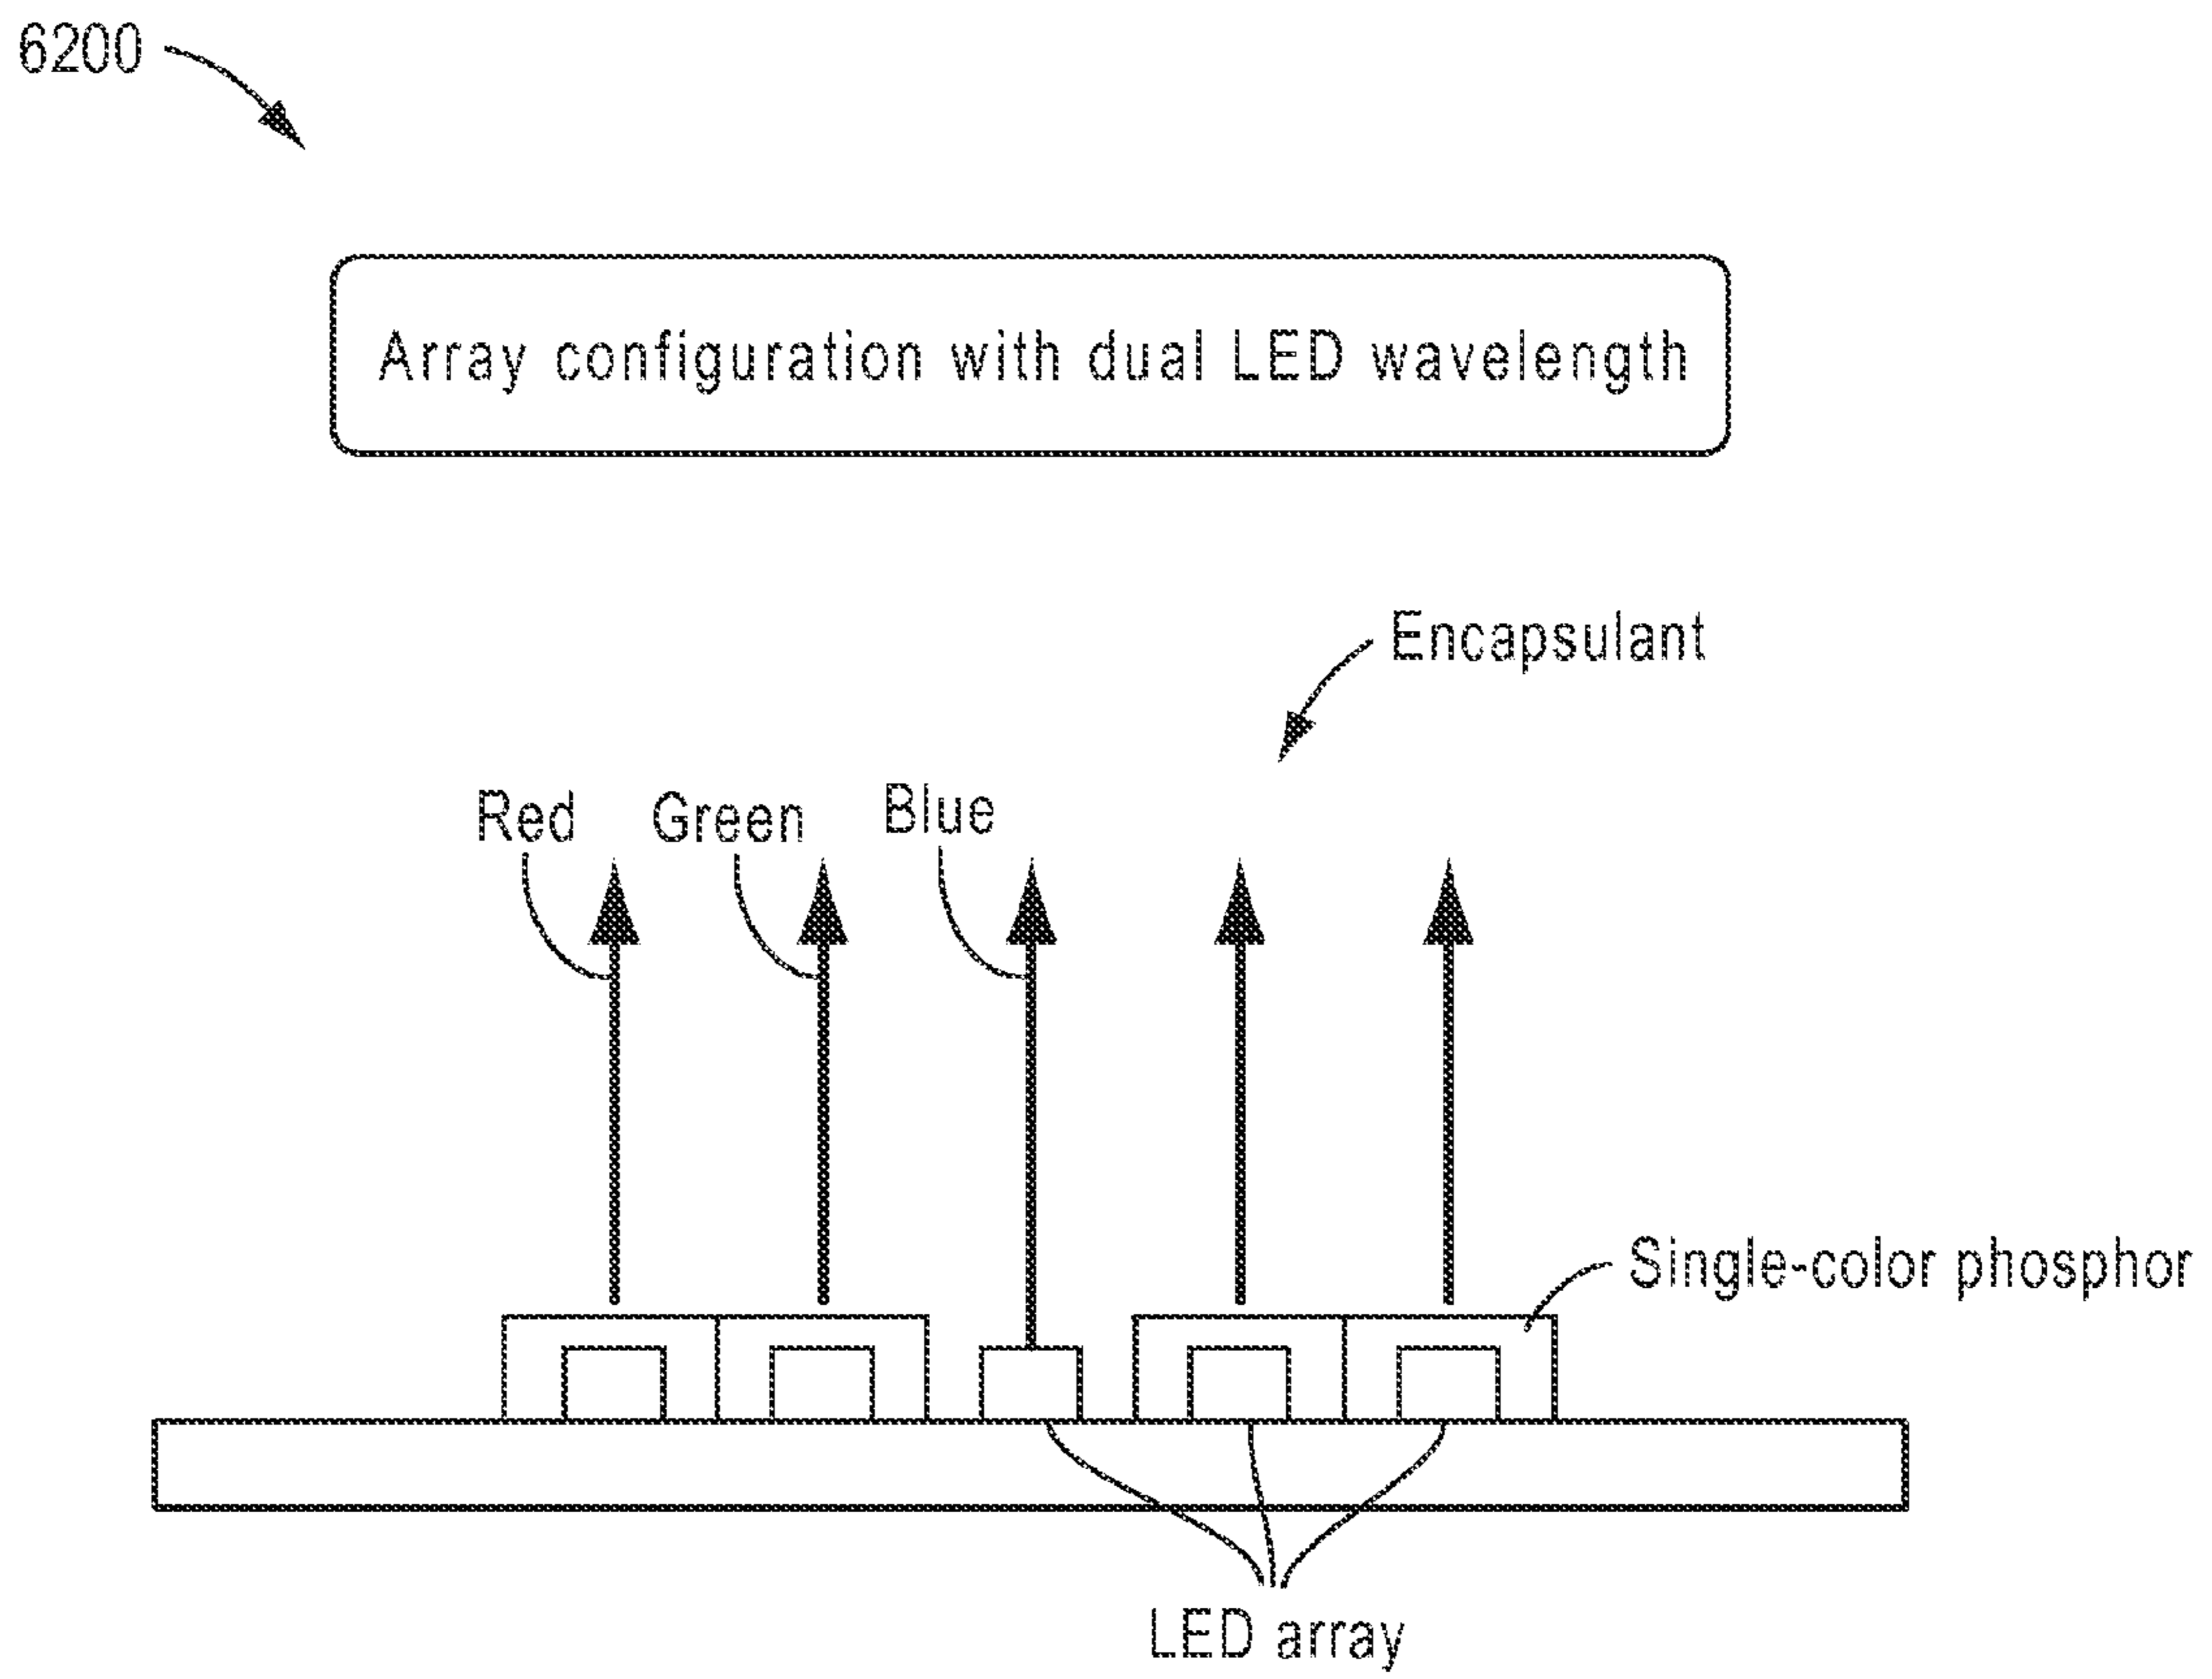 6200
Array configuration with dual LED wavelength
Encapsulant
Red
Green
Blue
Single-color phosphor
LED array